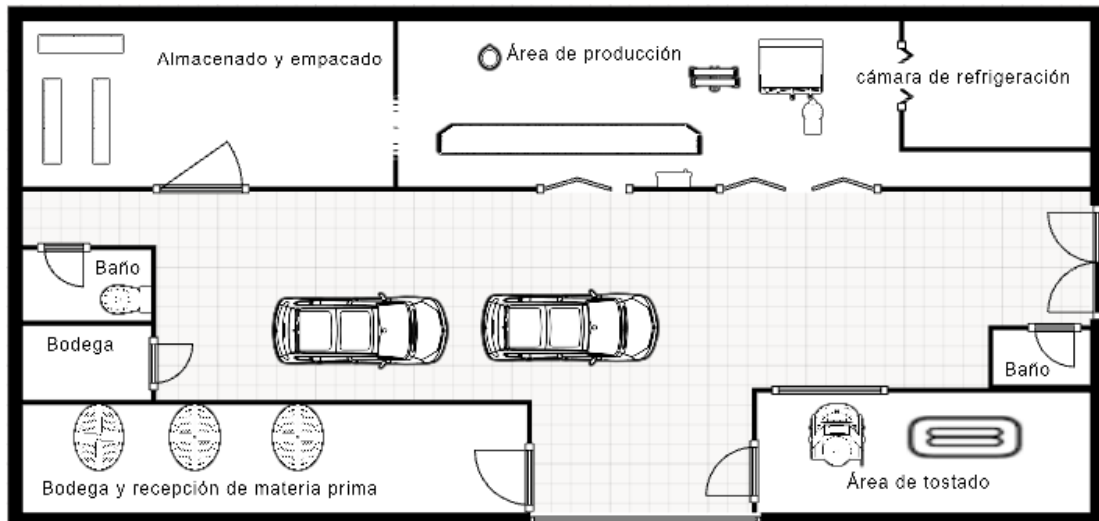 Almacenado y empacado
Área de producción
cámara de refrigeración
Baño
Bodega
Baño
Bodega y recepción de materia prima
Área de tostado